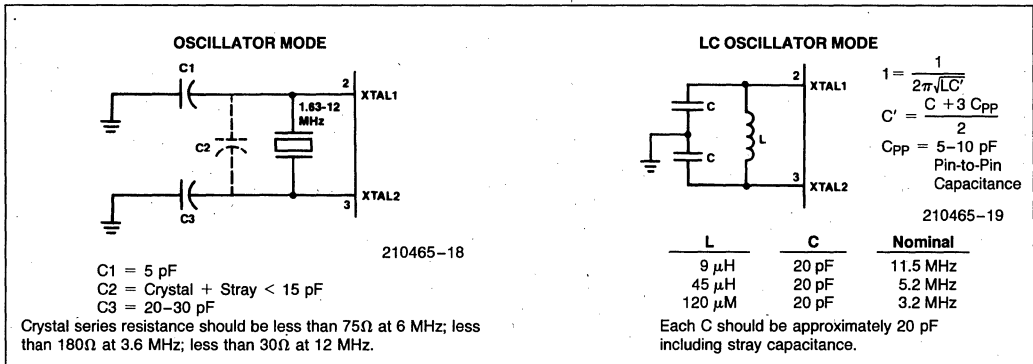 OSCILLATOR MODE
C1
2
XTAL1
1.63-12
MHz
C2
XTAL2
3
C3
210465–18
C1 = 5 pF
C2 = Crystal + Stray < 15 pF
C3 = 20–30 pF
Crystal series resistance should be less than 75Ω at 6 MHz; less
than 180Ω at 3.6 MHz; less than 30Ω at 12 MHz.
LC OSCILLATOR MODE
2
XTAL1
C
L
C
3
XTAL2
1 = 1 / 2π√LC'
C' = C + 3 CPP / 2
CPP = 5–10 pF
Pin-to-Pin
Capacitance
210465–19
L C Nominal
9 μH 20 pF 11.5 MHz
45 μH 20 pF 5.2 MHz
120 μM 20 pF 3.2 MHz
Each C should be approximately 20 pF
including stray capacitance.